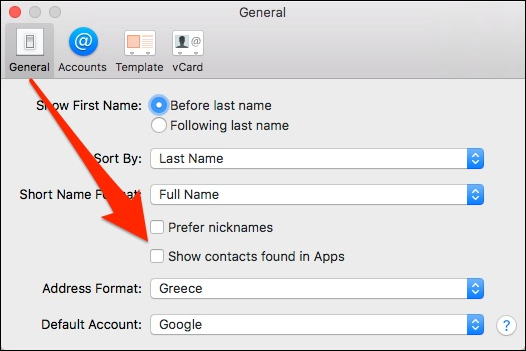 General
General Accounts Template vCard
Show First Name: Before last name
Following last name
Sort By: Last Name
Short Name Format: Full Name
Prefer nicknames
Show contacts found in Apps
Address Format: Greece
Default Account: Google ?